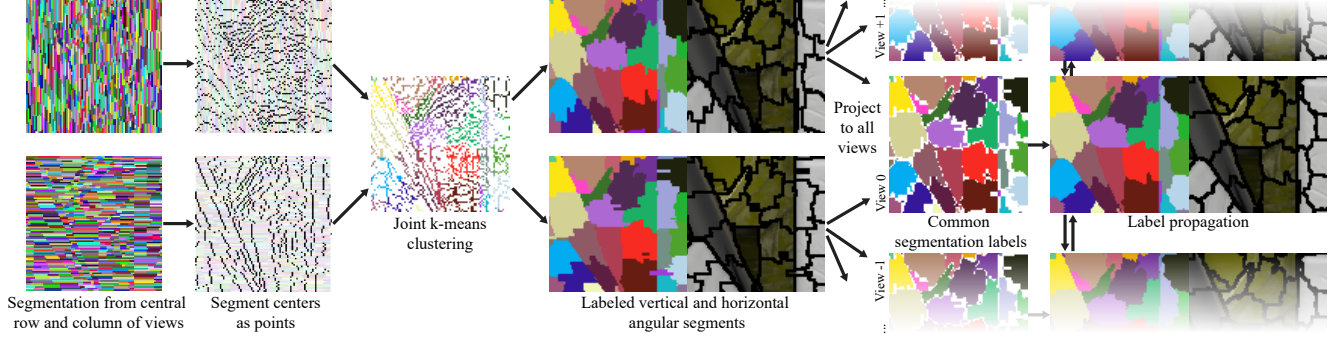 Segmentation from central
row and column of views
Segment centers
as points
Joint k-means
clustering
Labeled vertical and horizontal
angular segments
Project
to all
views
View +1
View 0
View -1
Common
segmentation labels
Label propagation